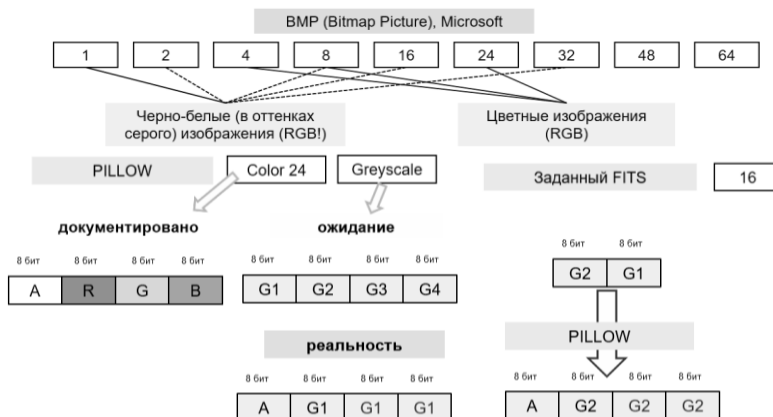 BMP (Bitmap Picture), Microsoft
1 2 4 8 16 24 32 48 64
Черно-белые (в оттенках
серого) изображения (RGB!)
Цветные изображения
(RGB)
PILLOW Color 24 Greyscale
Заданный FITS 16
документировано
ожидание
8 бит 8 бит 8 бит 8 бит
A R G B
8 бит 8 бит 8 бит 8 бит
G1 G2 G3 G4
8 бит 8 бит
G2 G1
реальность
PILLOW
8 бит 8 бит 8 бит 8 бит
A G1 G1 G1
8 бит 8 бит 8 бит 8 бит
A G2 G2 G2